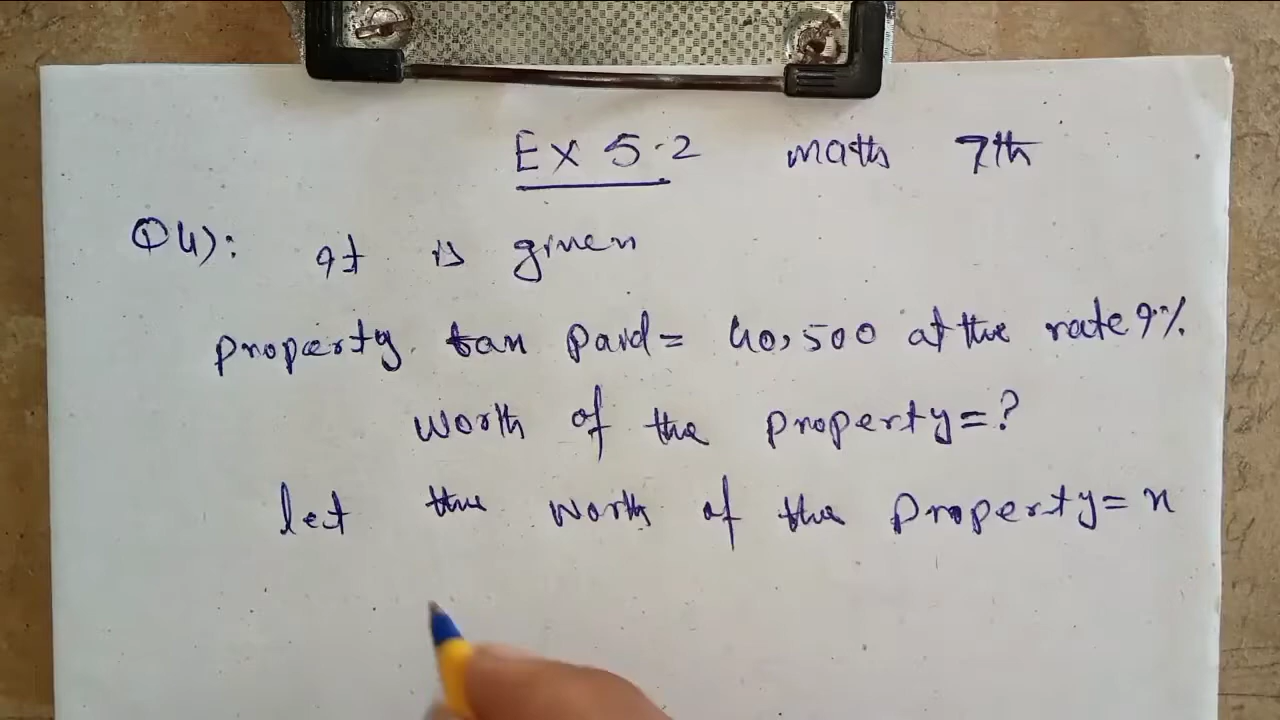 Ex 5.2 math 7th
Q4): It is given
property tax paid = 40,500 at the rate 9%
worth of the property = ?
let the worth of the property = x